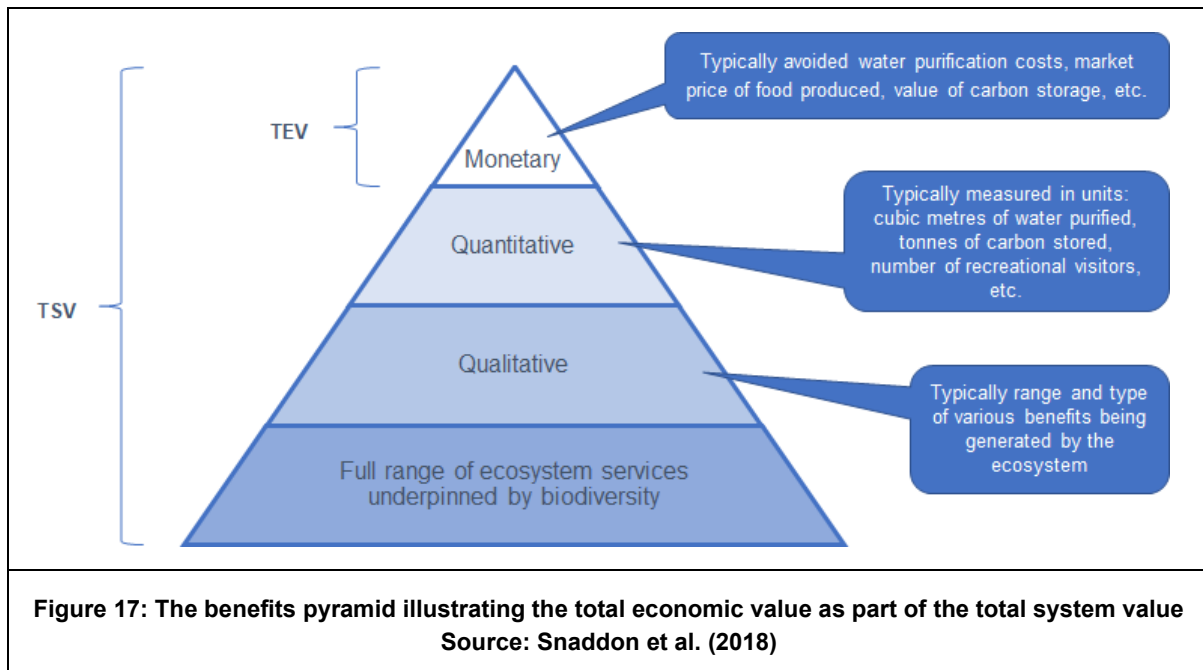 Typically avoided water purification costs, market
price of food produced, value of carbon storage, etc.
TEV
Monetary
Typically measured in units:
cubic metres of water purified,
tonnes of carbon stored,
number of recreational visitors,
etc.
Quantitative
TSV
Qualitative
Typically range and type
of various benefits being
generated by the
ecosystem
Full range of ecosystem services
underpinned by biodiversity
Figure 17: The benefits pyramid illustrating the total economic value as part of the total system value
Source: Snaddon et al. (2018)